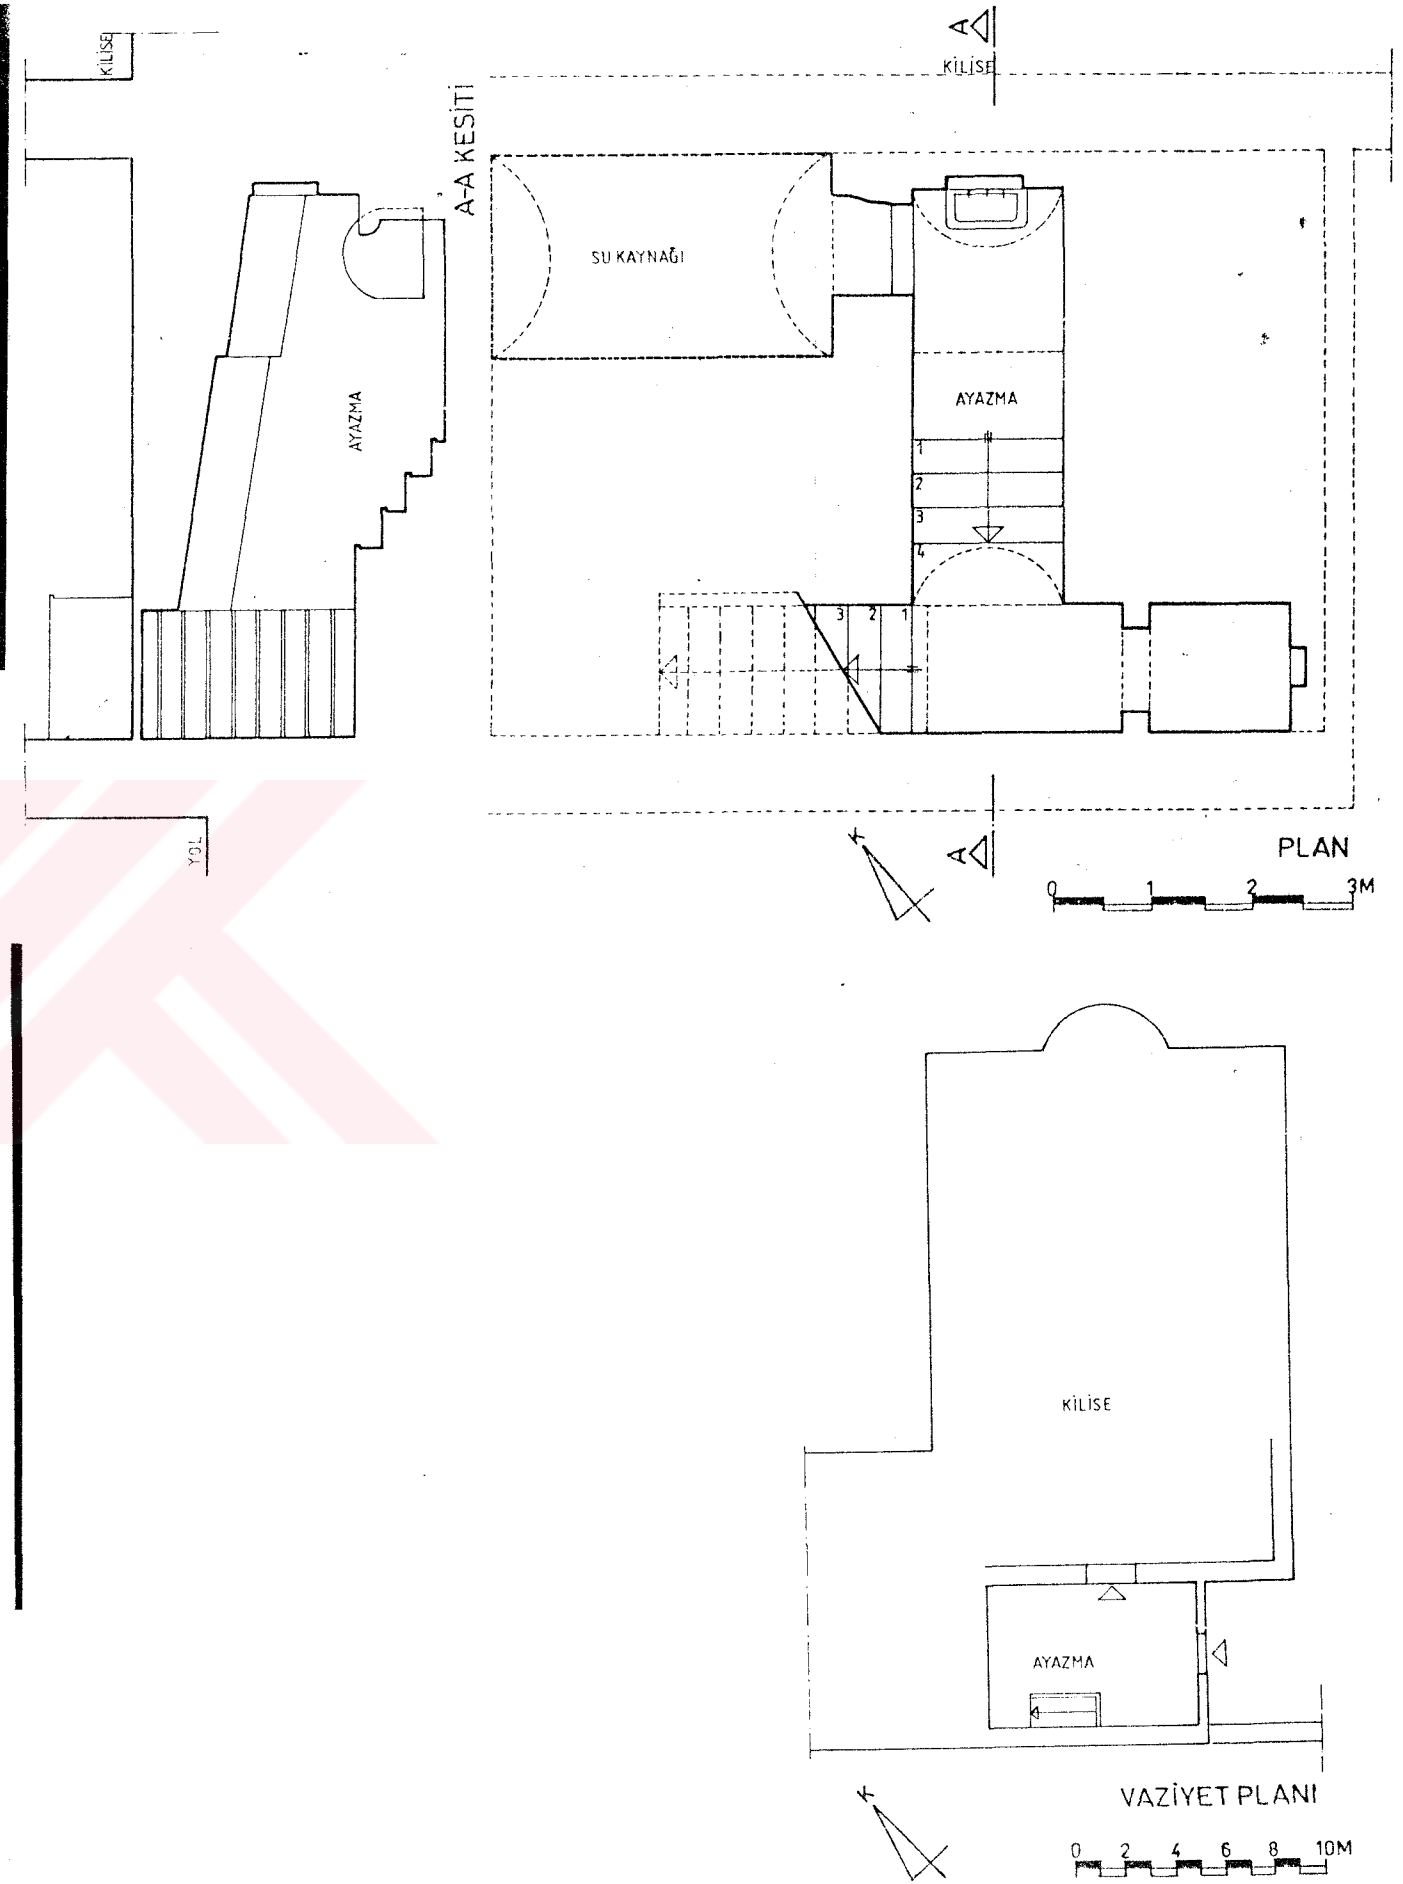 KİLİSE
A
KİLİSE
A-A KESİTİ
SU KAYNAĞI
AYAZMA
AYAZMA
1
2
3
4
3 2 1
YOL
K
A
PLAN
0 1 2 3M
KİLİSE
AYAZMA
K
VAZİYET PLANI
0 2 4 6 8 10M